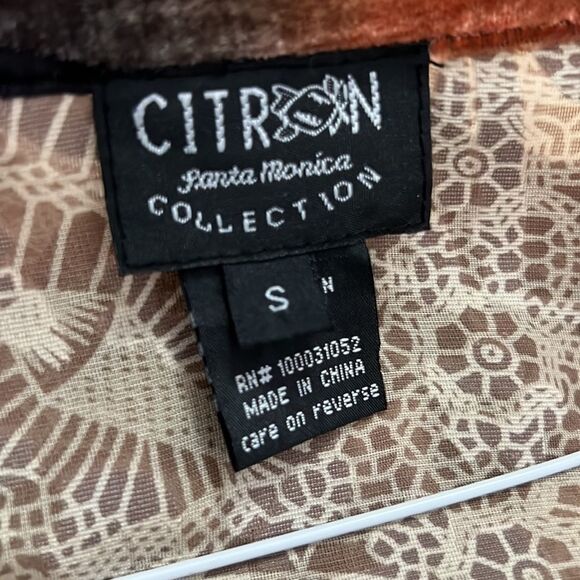 CITRON
Santa Monica
COLLECTION
S
N
RN# 100031052
MADE IN CHINA
care on reverse